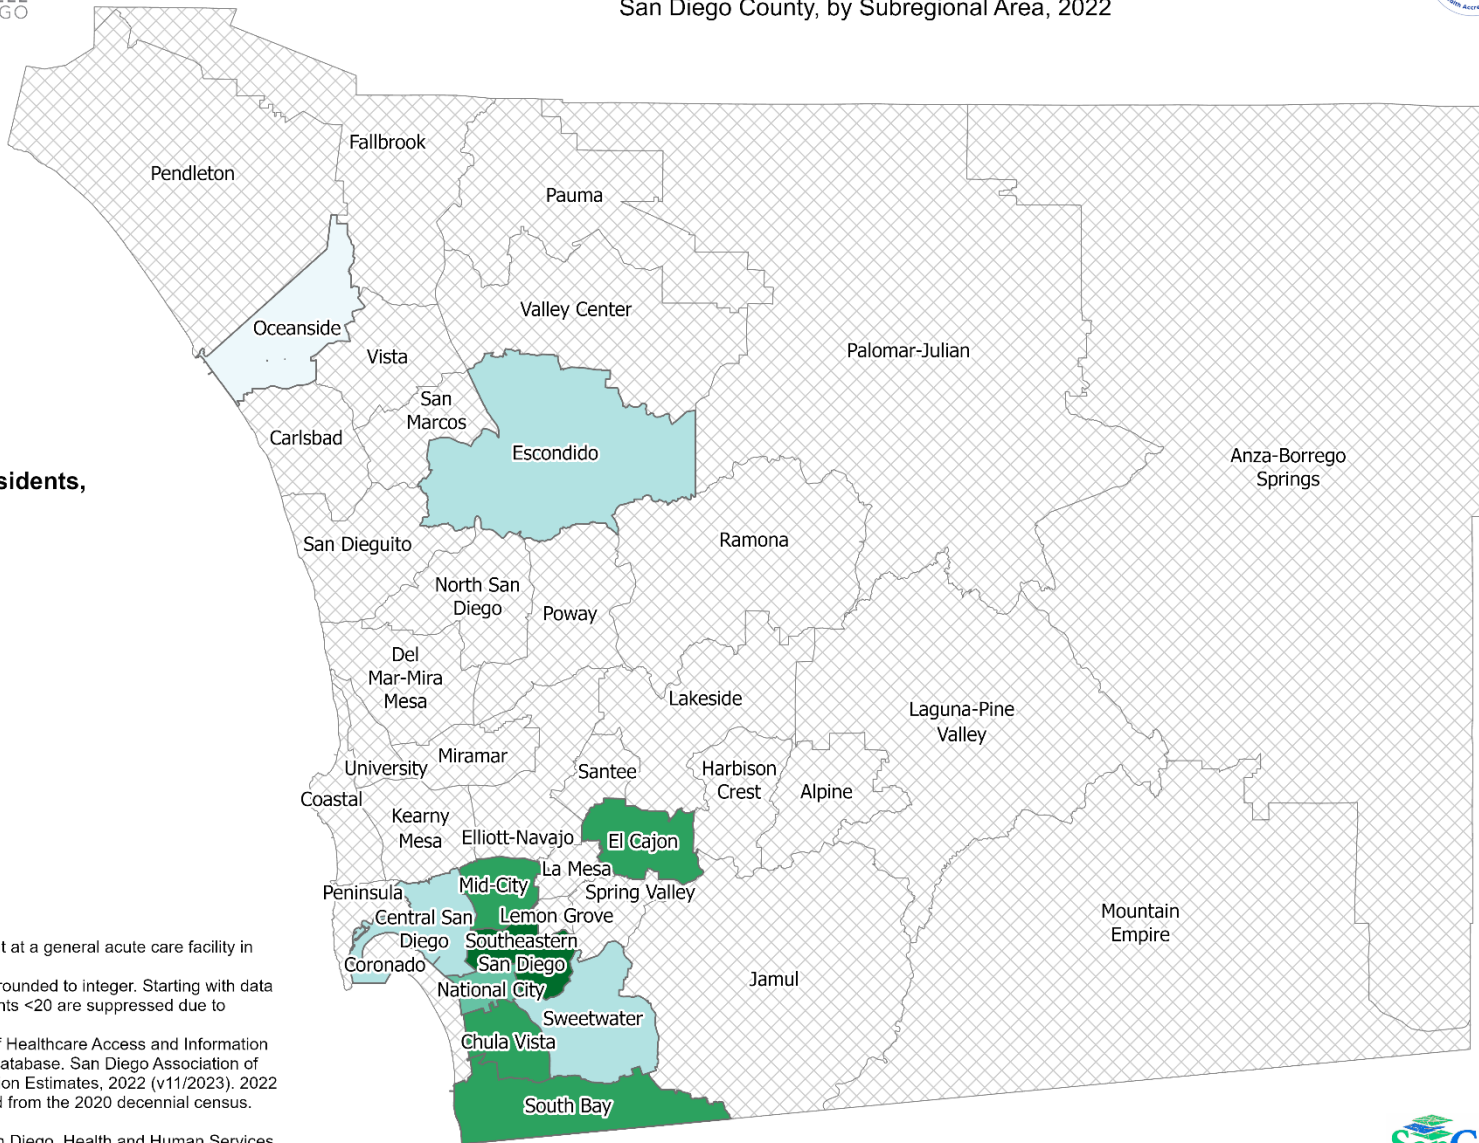 GO
San Diego County, by Subregional Area, 2022
Fallbrook
Pendleton
Pauma
Valley Center
Oceanside
Palomar-Julian
Vista
San
Marcos
Carlsbad
Escondido
Anza-Borrego
Springs
sidents,
San Dieguito
Ramona
North San
Diego
Poway
Del
Mar-Mira
Mesa
Lakeside
Laguna-Pine
Valley
Miramar
University
Santee
Harbison
Crest
Alpine
Coastal
Kearny
Mesa
Elliott-Navajo
El Cajon
La Mesa
Mid-City
Peninsula
Spring Valley
Central San
Diego
Lemon Grove
Mountain
Empire
Southeastern
San Diego
Coronado
Jamul
National City
Sweetwater
Chula Vista
South Bay
t at a general acute care facility in
rounded to integer. Starting with data
nts <20 are suppressed due to
f Healthcare Access and Information
atabase. San Diego Association of
on Estimates, 2022 (v11/2023). 2022
d from the 2020 decennial census.
n Diego, Health and Human Services